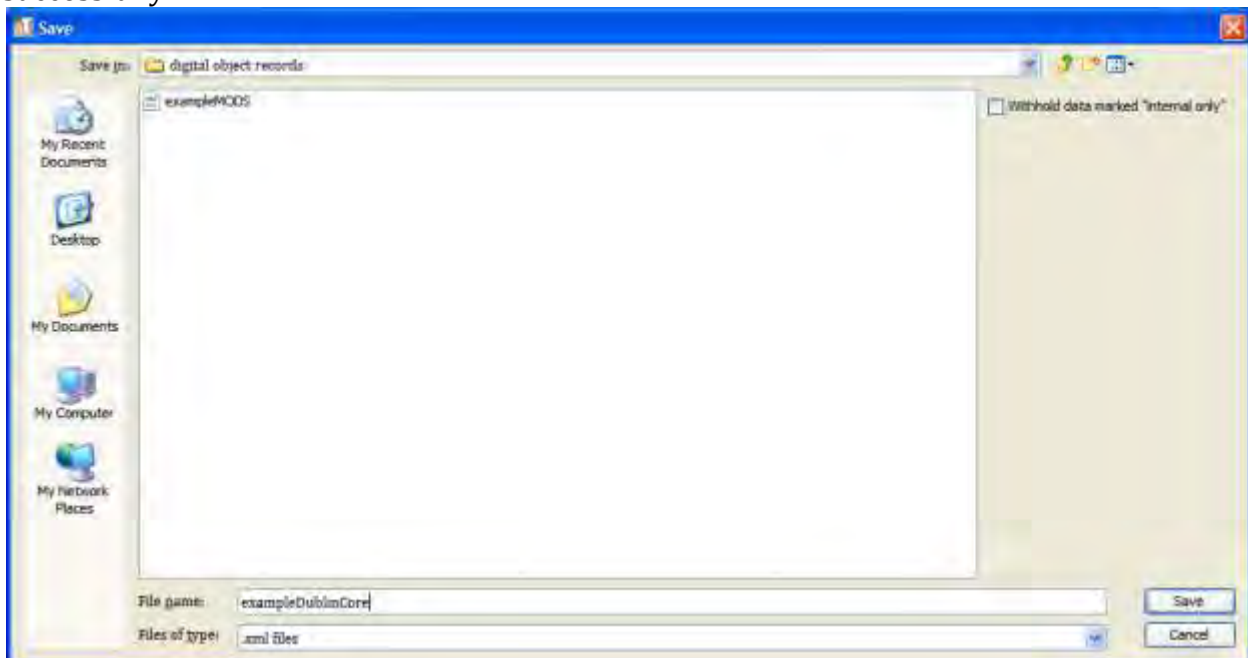 Save
Save in: digital object records
exampleMODS
Withhold data marked "internal only"
My Recent
Documents
Desktop
My Documents
My Computer
My Network
Places
File name: exampleDublinCore
Save
Files of type: .xml files
Cancel